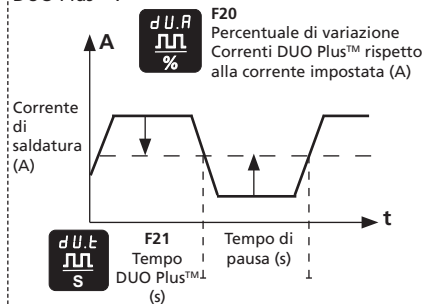 DUO Plus™.
dU.A
%
F20
Percentuale di variazione
Correnti DUO Plus™ rispetto
alla corrente impostata (A)
A
Corrente
di
saldatura
(A)
t
dU.t
S
F21
Tempo
DUO Plus™
(s)
Tempo di
pausa (s)